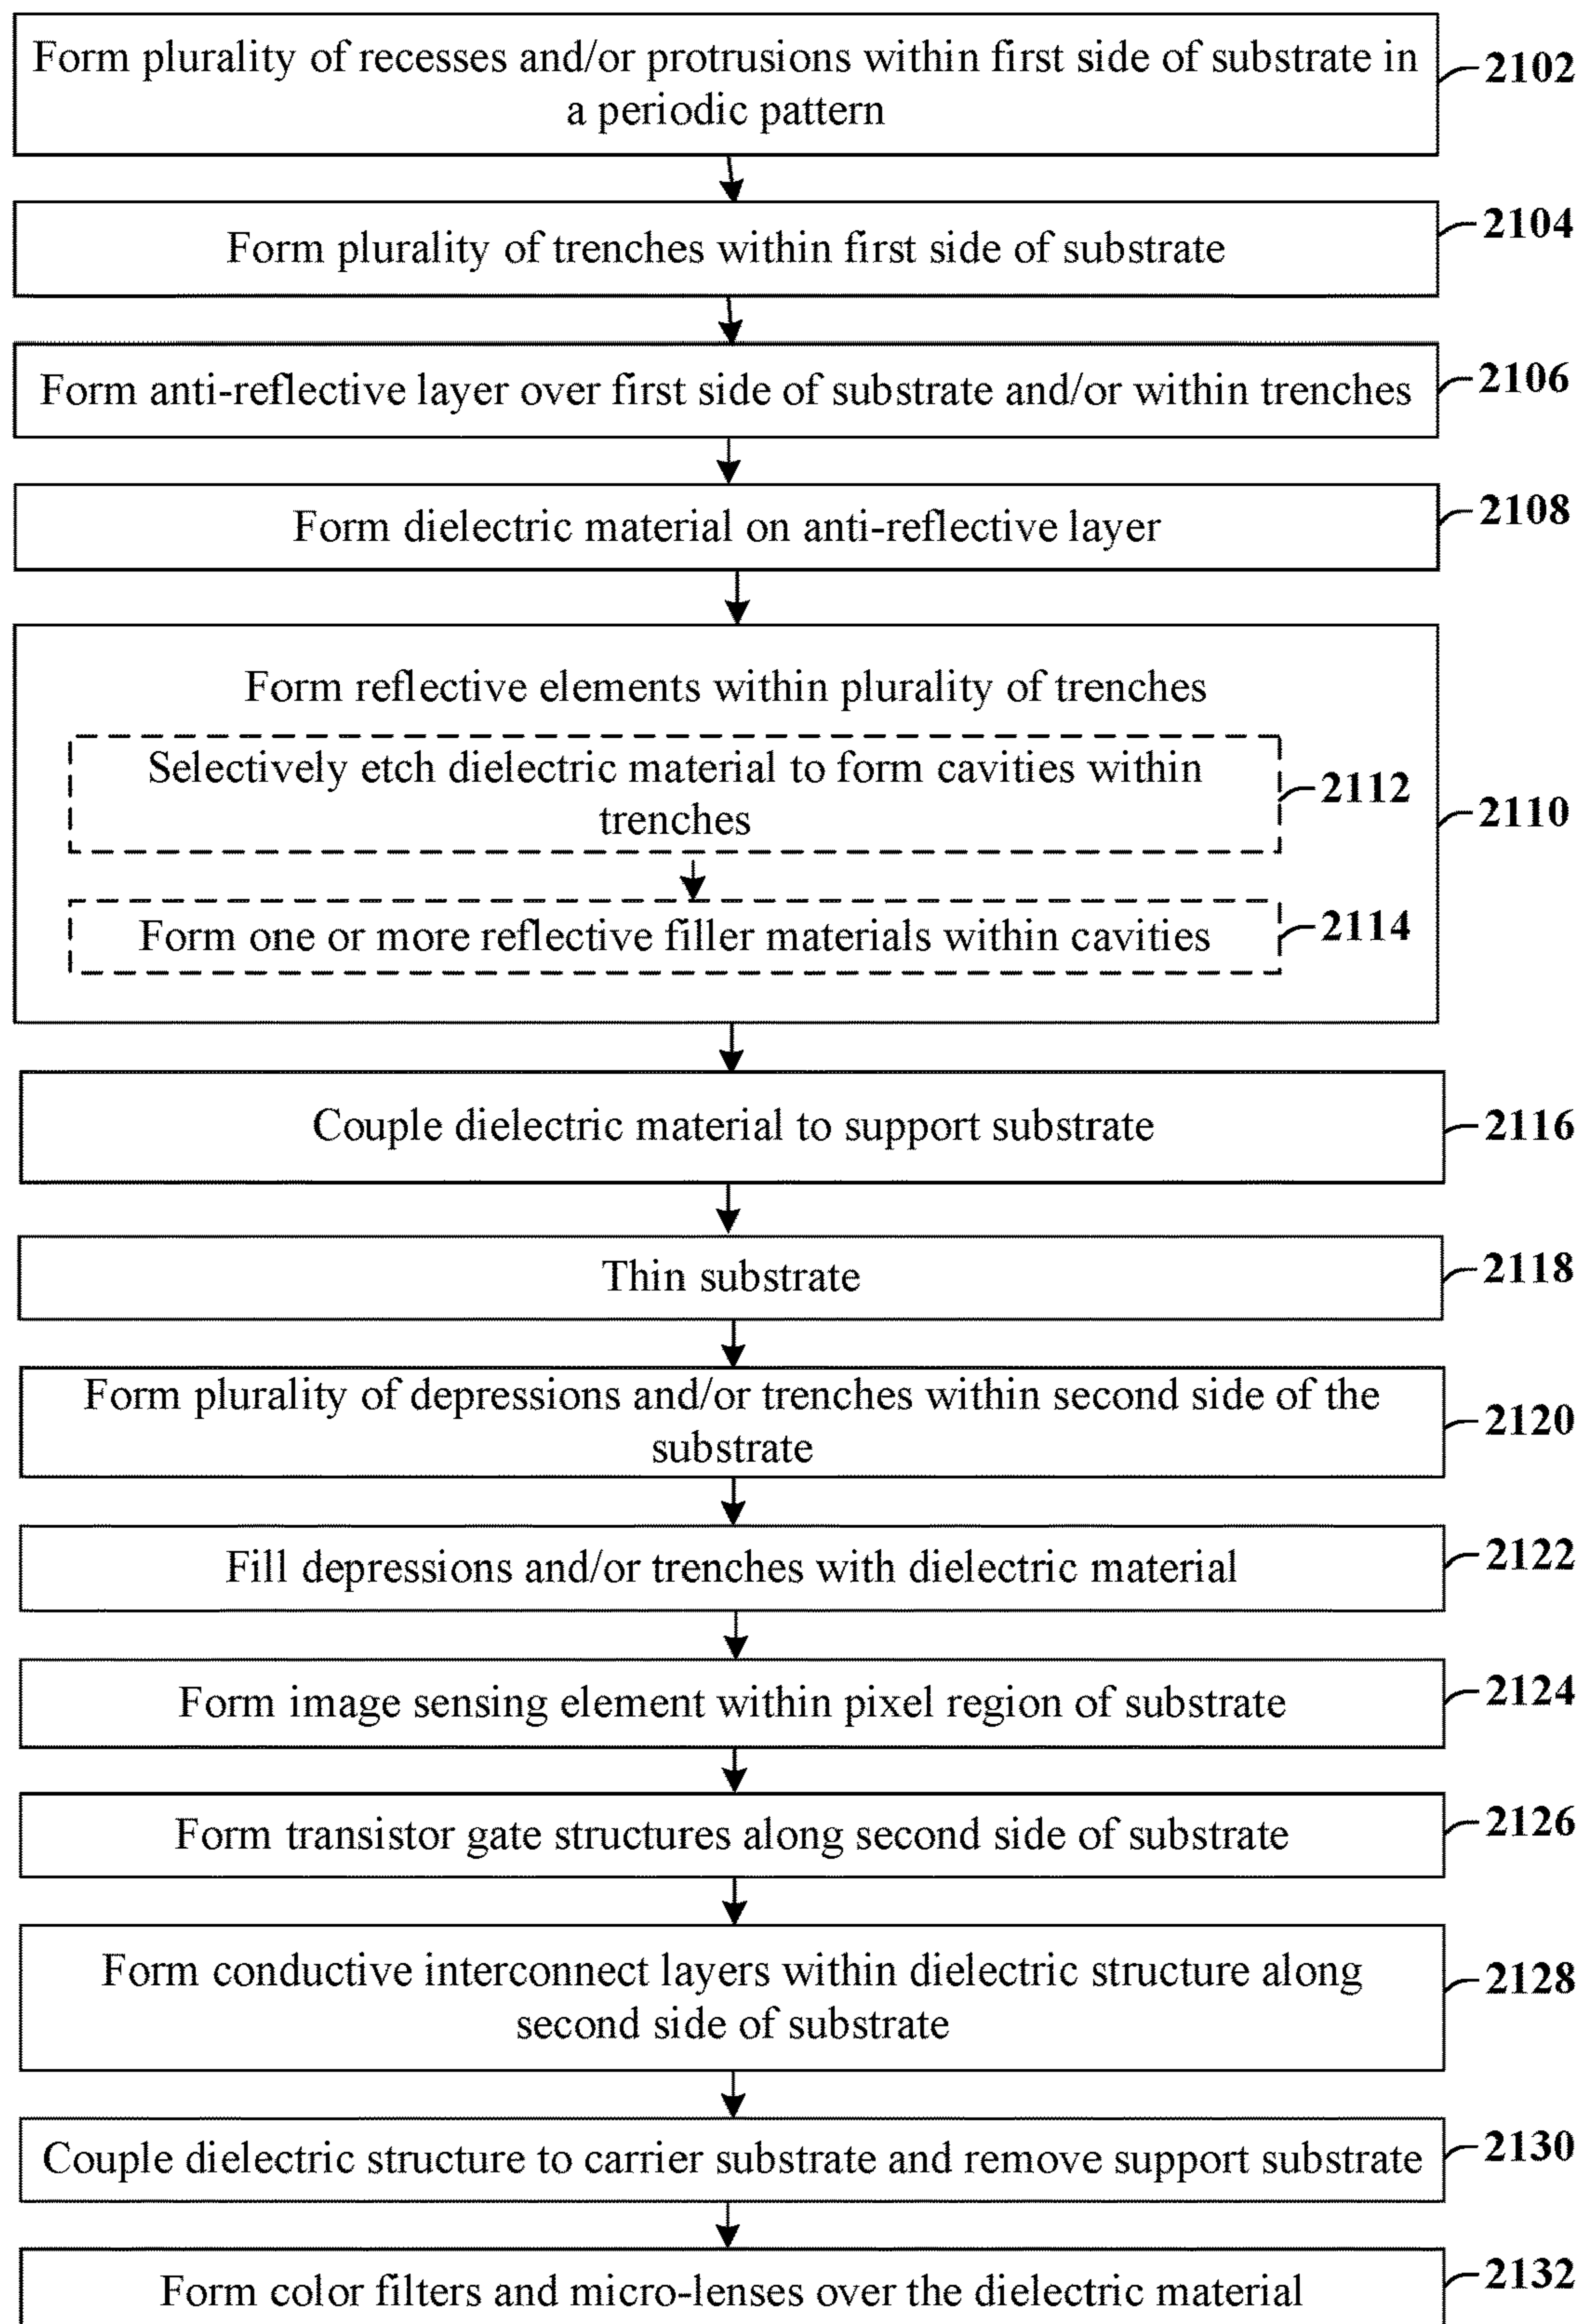 Form plurality of recesses and/or protrusions within first side of substrate in
a periodic pattern
2102
Form plurality of trenches within first side of substrate
2104
Form anti-reflective layer over first side of substrate and/or within trenches
2106
Form dielectric material on anti-reflective layer
2108
Form reflective elements within plurality of trenches
2110
Selectively etch dielectric material to form cavities within
trenches
2112
Form one or more reflective filler materials within cavities
2114
Couple dielectric material to support substrate
2116
Thin substrate
2118
Form plurality of depressions and/or trenches within second side of the
substrate
2120
Fill depressions and/or trenches with dielectric material
2122
Form image sensing element within pixel region of substrate
2124
Form transistor gate structures along second side of substrate
2126
Form conductive interconnect layers within dielectric structure along
second side of substrate
2128
Couple dielectric structure to carrier substrate and remove support substrate
2130
Form color filters and micro-lenses over the dielectric material
2132